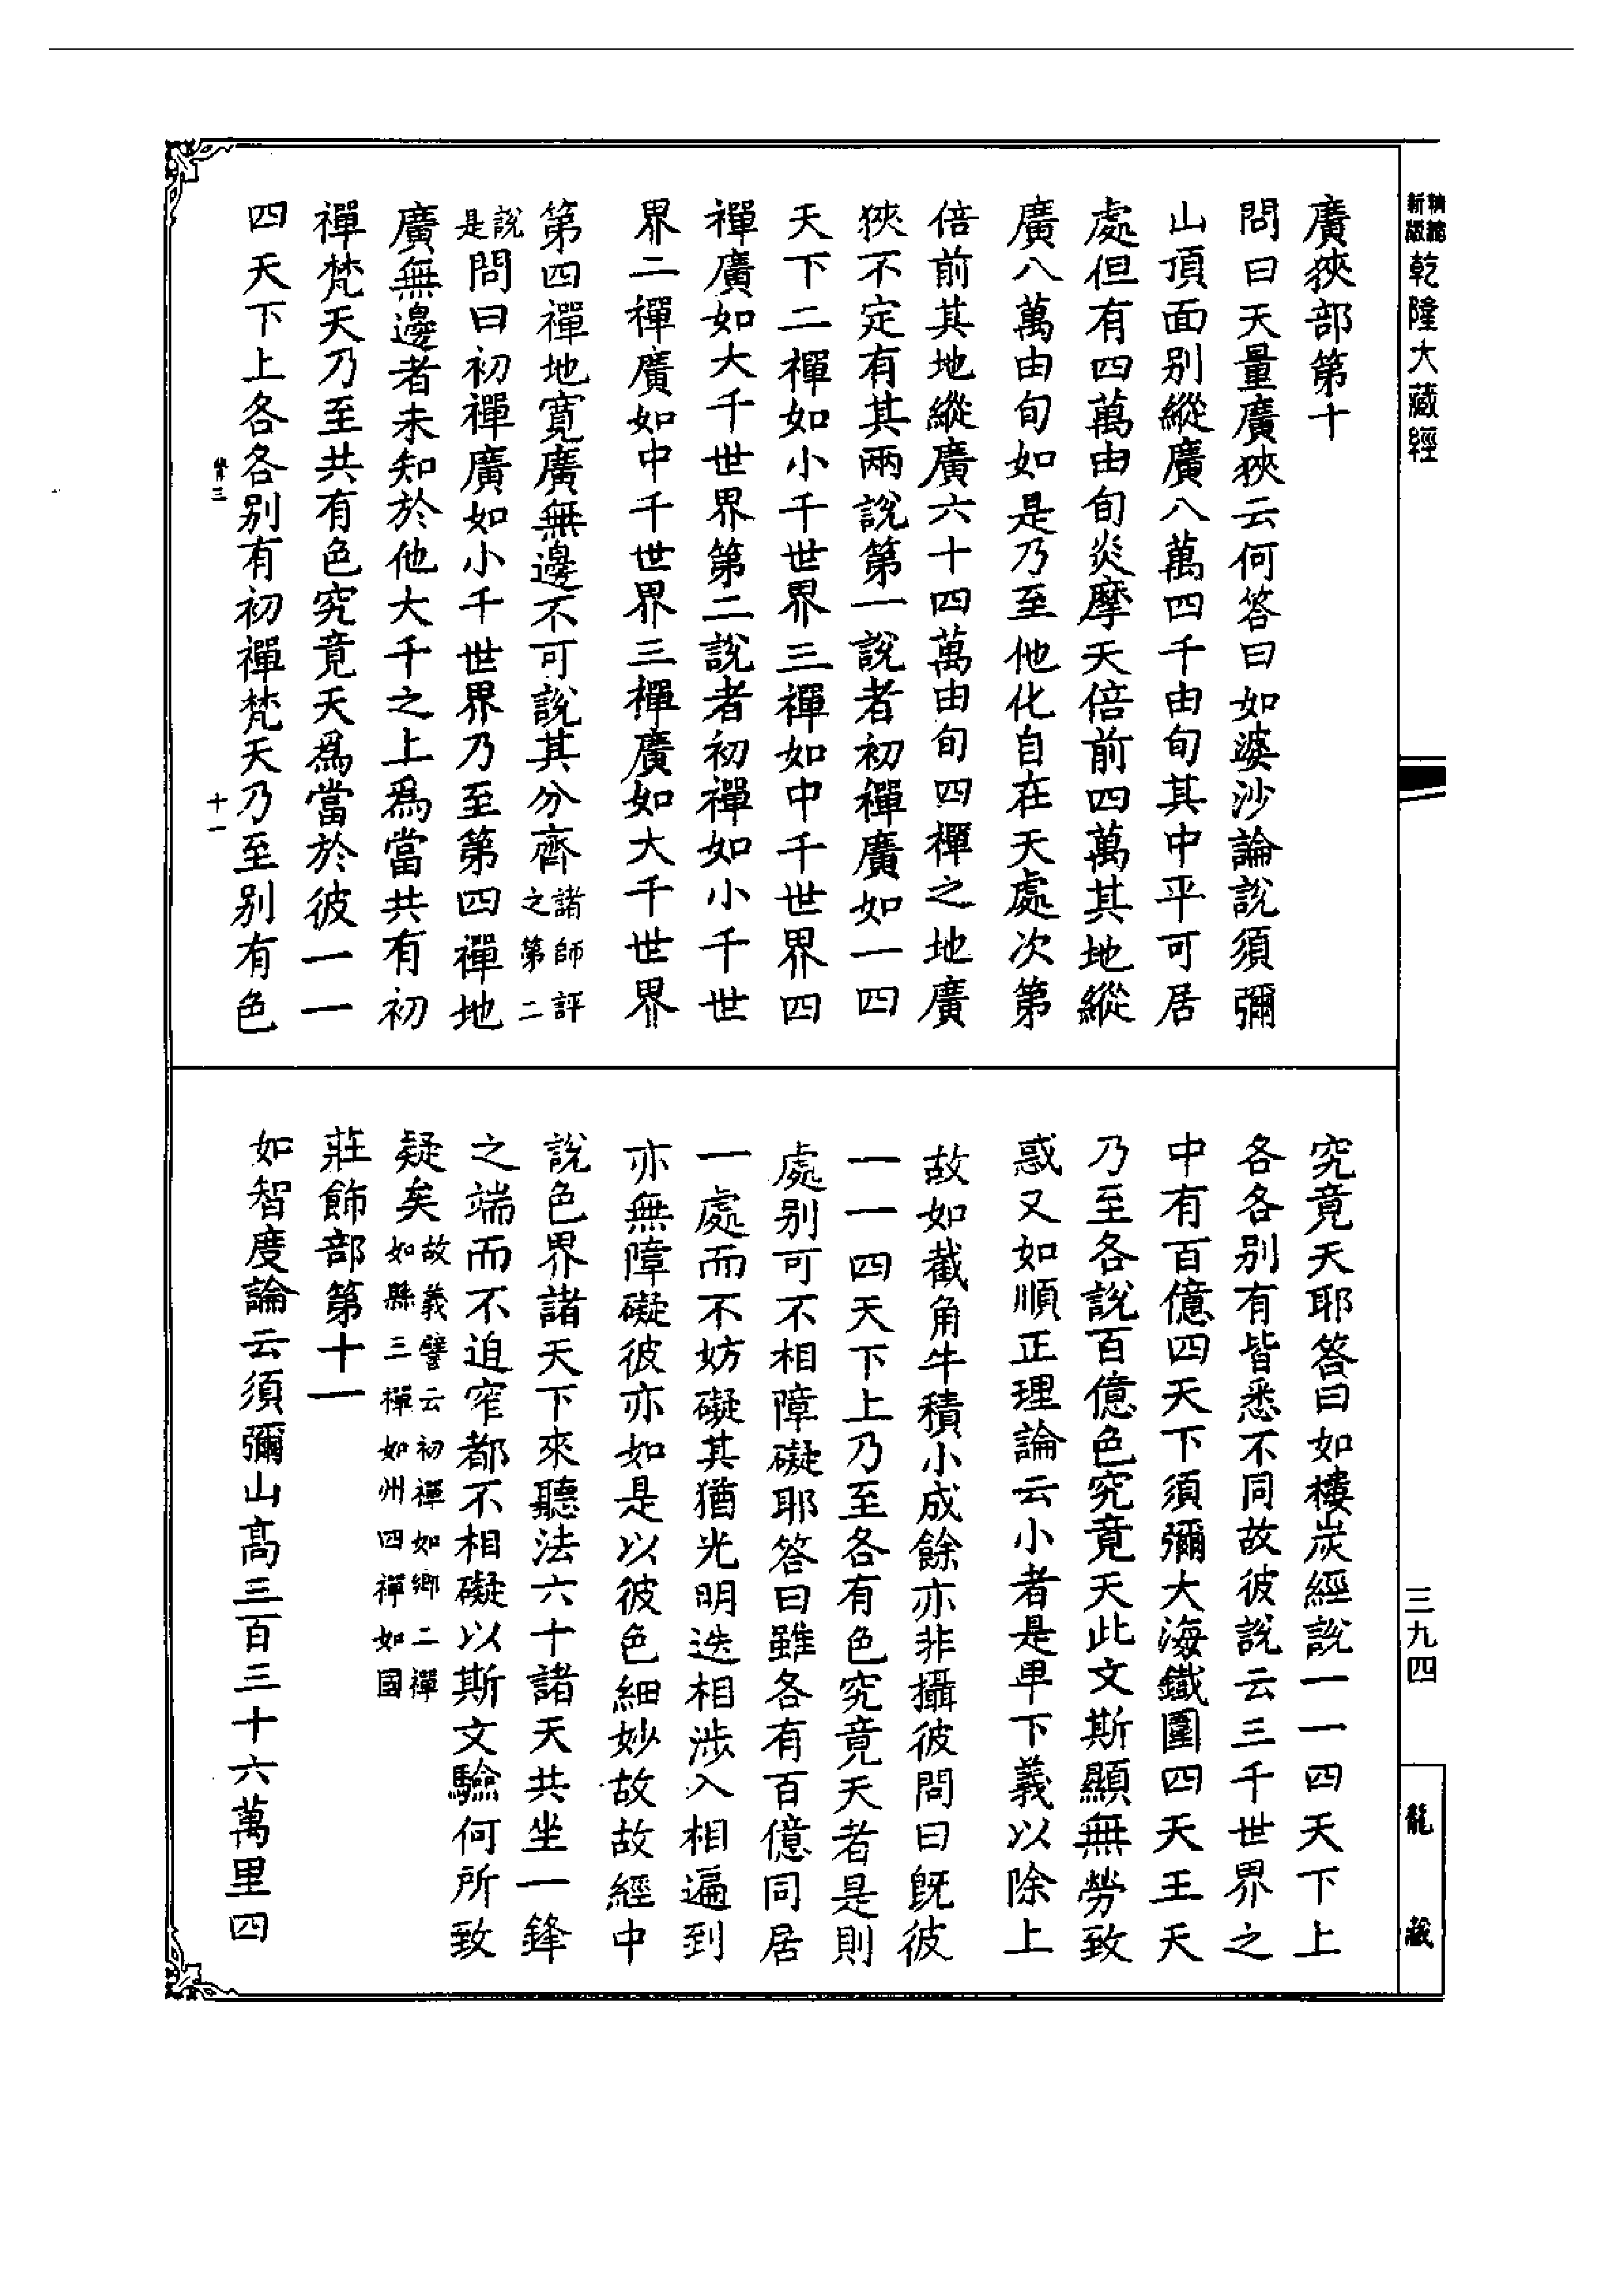 乾隆大藏經
廣狹部第十
問曰天量廣狹云何答曰如婆沙論說須彌
山頂面別縱廣八萬四千由旬其中平可居
處但有四萬由旬炎摩天倍前四萬其地縱
廣八萬由旬如是乃至他化自在天處次第
倍前其地縱廣六十四萬由旬四禪之地廣
狹不定有其兩說第一說者初禪廣如一四
天下二禪如小千世界三禪如中千世界四
禪廣如大千世界第二說者初禪如小千世
界二禪廣如中千世界三禪廣如大千世界
第四禪地寬廣無邊不可說其分齊諸師評之第二
說是問曰初禪廣如小千世界乃至第四禪地
廣無邊者未知於他大千之上爲當共有初
禪梵天乃至共有色究竟天爲當於彼一一
四天下上各各別有初禪梵天乃至別有色
十一
究竟天耶答曰如樓炭經說一一四天下上
各各別有皆悉不同故彼說云三千世界之
中有百億四天下須彌大海鐵圍四天王天
乃至各說百億色究竟天此文斯顯無勞致
惑又如順正理論云小者是卑下義以除上
故如截角牛積小成餘亦非攝彼問曰既彼
一一四天下上乃至各有色究竟天者是則
處別可不相障礙耶答曰雖各有百億同居
一處而不妨礙其猶光明迭相涉入相遍到
亦無障礙彼亦如是以彼色細妙故故經中
說色界諸天下來聽法六十諸天共坐一鋒
之端而不迫窄都不相礙以斯文驗何所致
疑矣故義譬云初禪如鄉二禪如縣三禪如州四禪如國
莊飾部第十一
如智度論云須彌山高三百三十六萬里四
三九四
龍藏